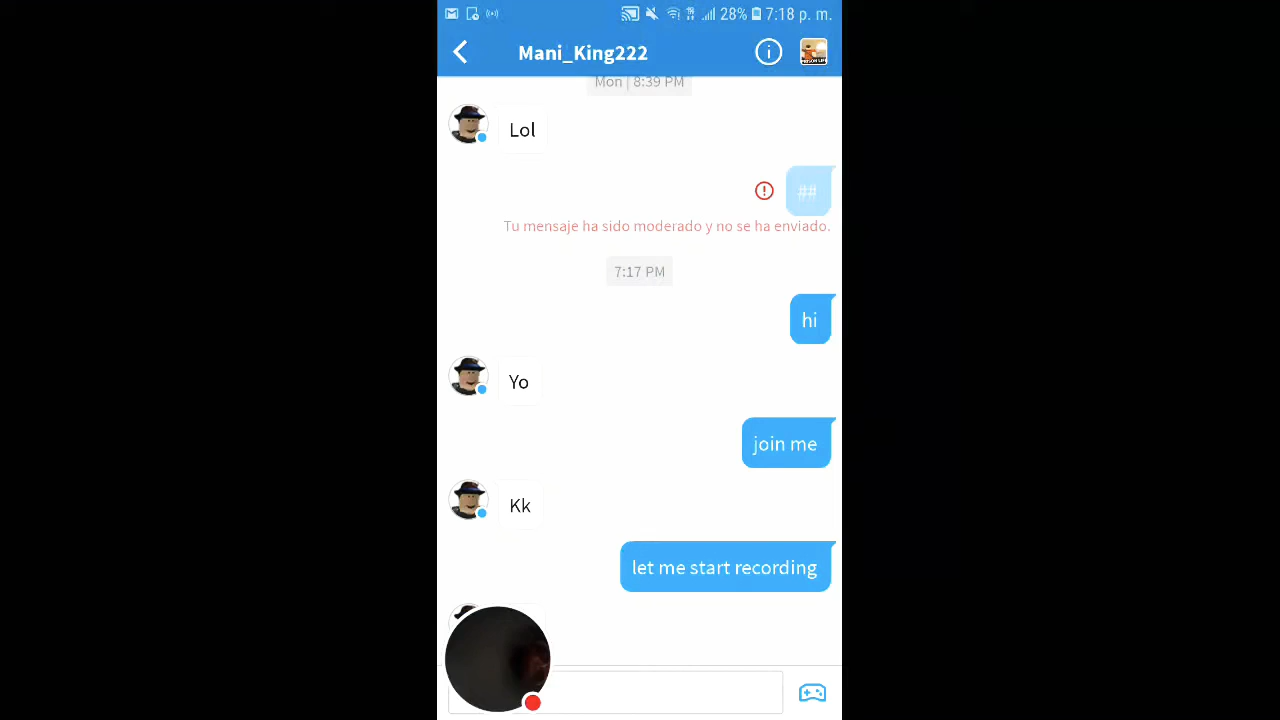 28% 7:18 p. m.
Mani_King222
Mon | 8:39 PM
Lol
##
Tu mensaje ha sido moderado y no se ha enviado.
7:17 PM
hi
Yo
join me
Kk
let me start recording